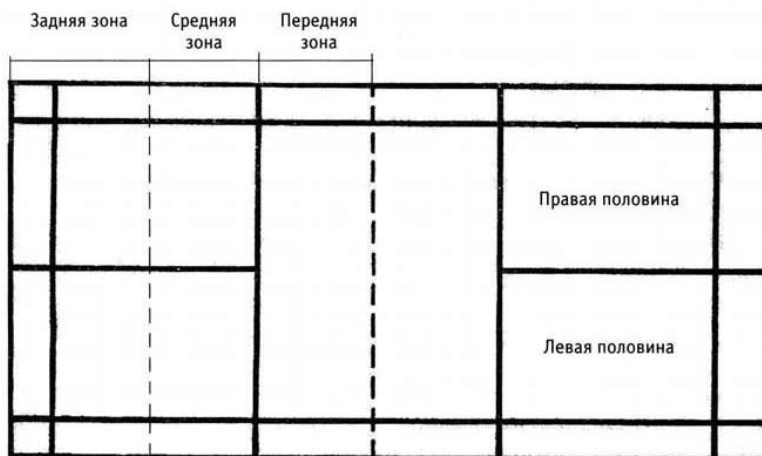 Задняя зона
Средняя
зона
Передняя
зона
Правая половина
Левая половина